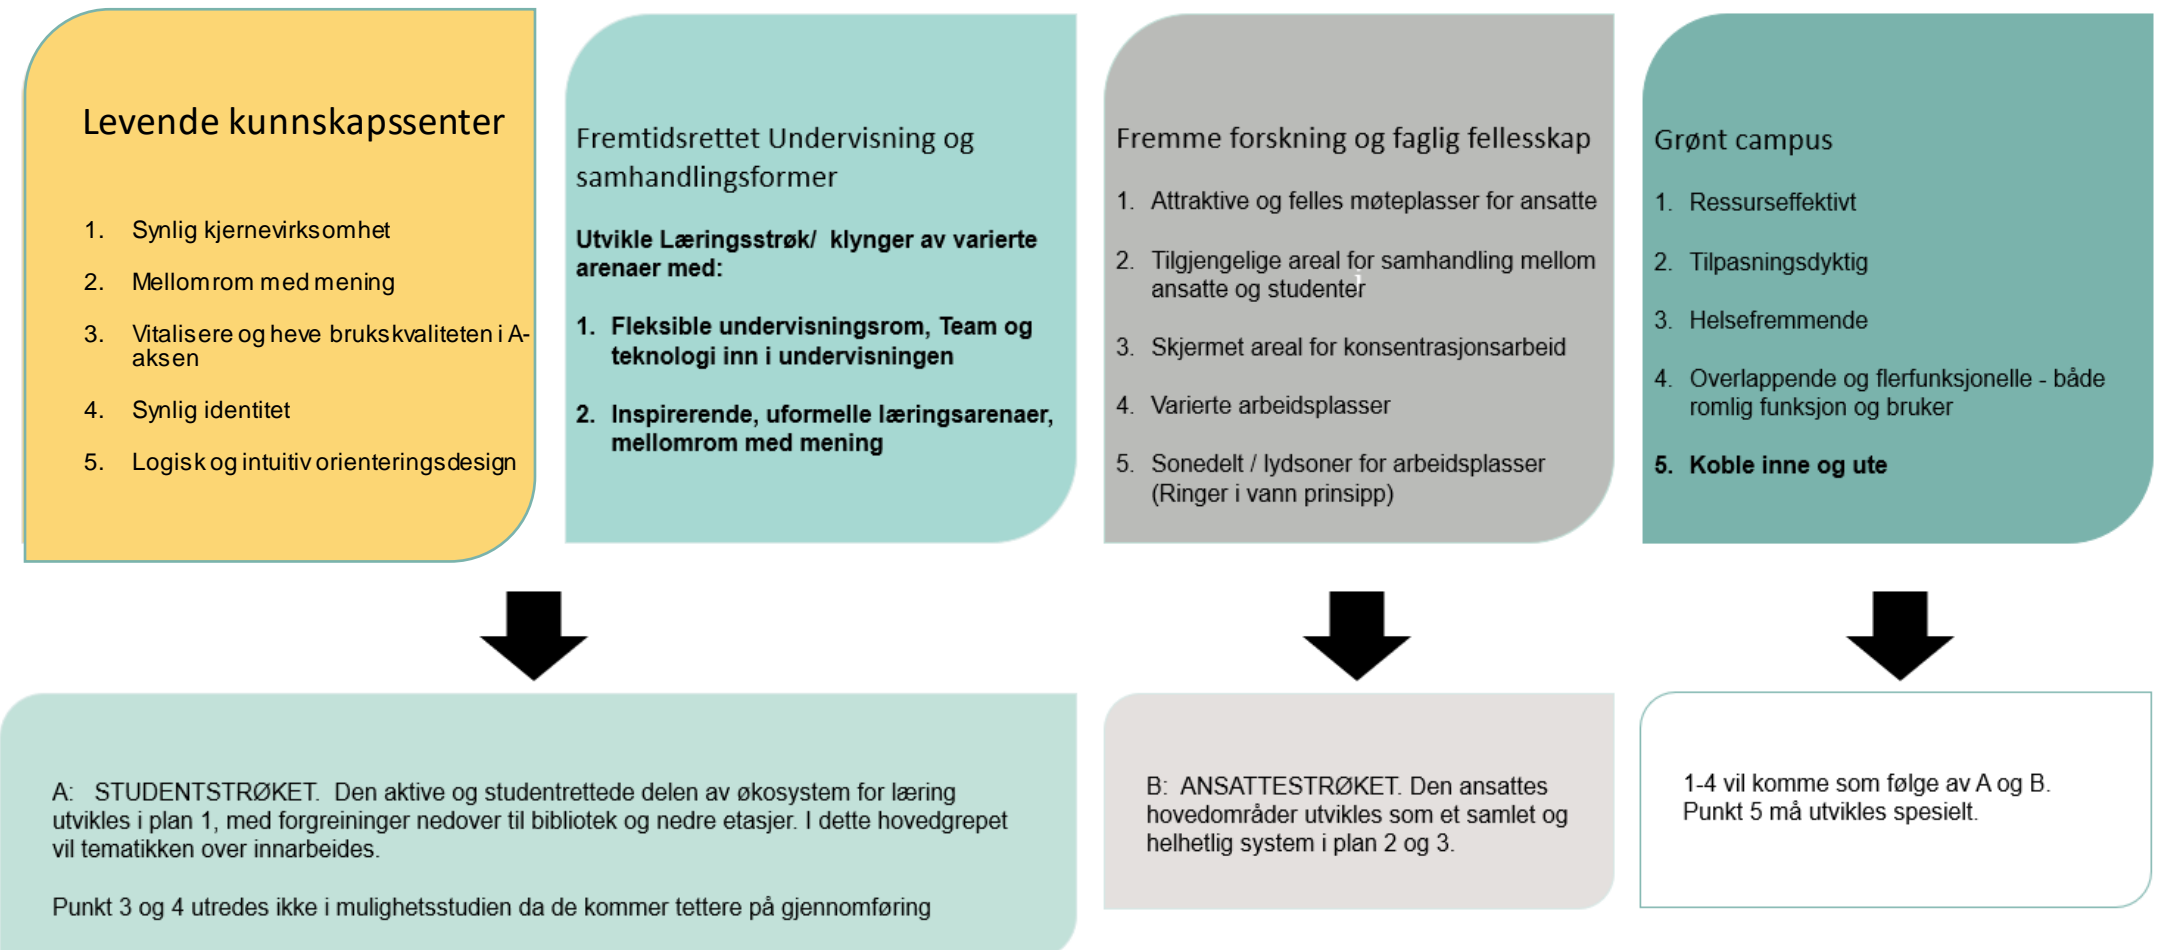 Levende kunnskapssenter
1. Synlig kjernevirksomhet
2. Mellomrom med mening
3. Vitalisere og heve brukskvaliteten i A-
aksen
4. Synlig identitet
5. Logisk og intuitiv orienteringsdesign
Fremtidsrettet Undervisning og
samhandlingsformer
Utvikle Læringsstrøk/ klynger av varierte
arenaer med:
1. Fleksible undervisningsrom, Team og
teknologi inn i undervisningen
2. Inspirerende, uformelle læringsarenaer,
mellomrom med mening
Fremme forskning og faglig fellesskap
1. Attraktive og felles møteplasser for ansatte
2. Tilgjengelige areal for samhandling mellom
ansatte og studenter
3. Skjermet areal for konsentrasjonsarbeid
4. Varierte arbeidsplasser
5. Sonedelt / lydsoner for arbeidsplasser
(Ringer i vann prinsipp)
Grønt campus
1. Ressurseffektivt
2. Tilpasningsdyktig
3. Helsefremmende
4. Overlappende og flerfunksjonelle - både
romlig funksjon og bruker
5. Koble inne og ute
A: STUDENTSTRØKET. Den aktive og studentrettede delen av økosystem for læring
utvikles i plan 1, med forgreininger nedover til bibliotek og nedre etasjer. I dette hovedgrepet
vil tematikken over innarbeides.
Punkt 3 og 4 utredes ikke i mulighetsstudien da de kommer tettere på gjennomføring
B: ANSATTESTRØKET. Den ansattes
hovedområder utvikles som et samlet og
helhetlig system i plan 2 og 3.
1-4 vil komme som følge av A og B.
Punkt 5 må utvikles spesielt.